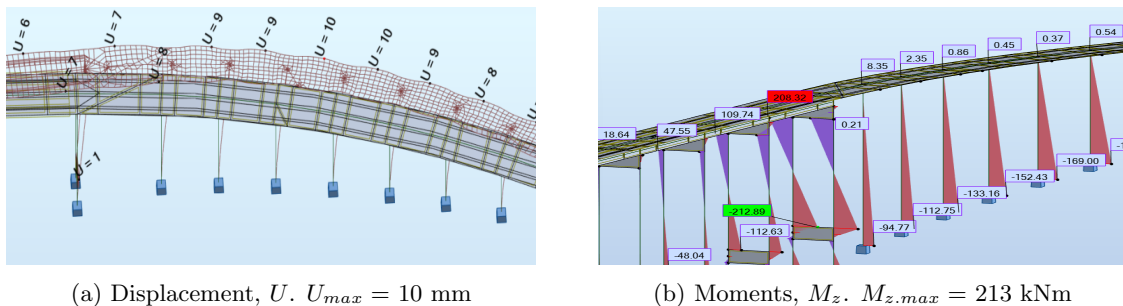 U = 6
U = 7
U = 9
U = 9
U = 10
U = 10
U = 9
U = 8
U = 7
U = 8
U = 1
0.54
0.37
0.45
0.86
2.35
8.35
208.32
109.74
0.21
47.55
18.64
-169.00
-152.43
-133.16
-112.75
-94.77
-212.89
-112.63
-48.04
(a) Displacement, U. U_max = 10 mm
(b) Moments, M_z. M_z.max = 213 kNm